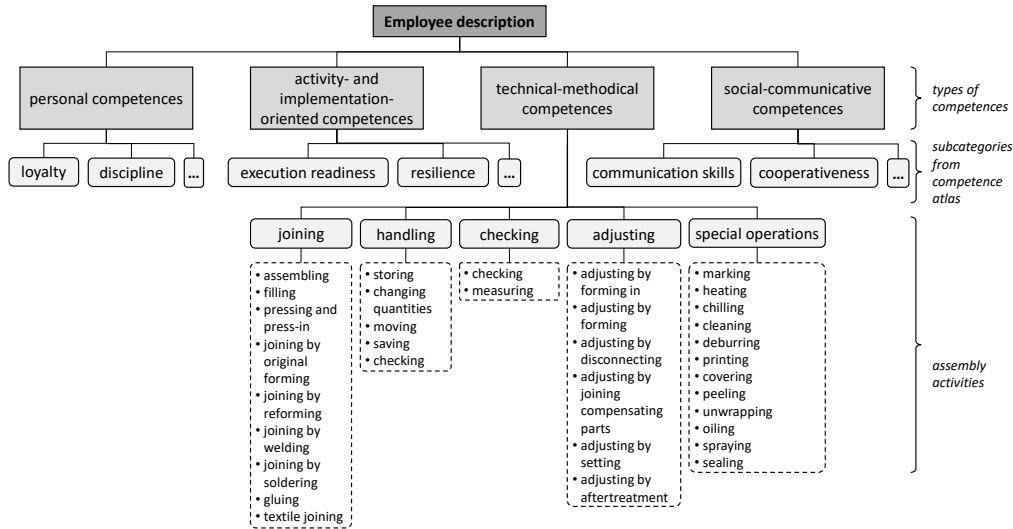 Employee description
personal competences
activity- and
implementation-
oriented competences
technical-methodical
competences
social-communicative
competences
types of
competences
loyalty
discipline
...
execution readiness
resilience
...
communication skills
cooperativeness
...
subcategories
from
competence
atlas
joining
• assembling
• filling
• pressing and
press-in
• joining by
original
forming
• joining by
reforming
• joining by
welding
• joining by
soldering
• gluing
• textile joining
handling
• storing
• changing
quantities
• moving
• saving
• checking
checking
• checking
• measuring
adjusting
• adjusting by
forming in
• adjusting by
forming
• adjusting by
disconnecting
• adjusting by
joining
compensating
parts
• adjusting by
setting
• adjusting by
aftertreatment
special operations
• marking
• heating
• chilling
• cleaning
• deburring
• printing
• covering
• peeling
• unwrapping
• oiling
• spraying
• sealing
assembly
activities